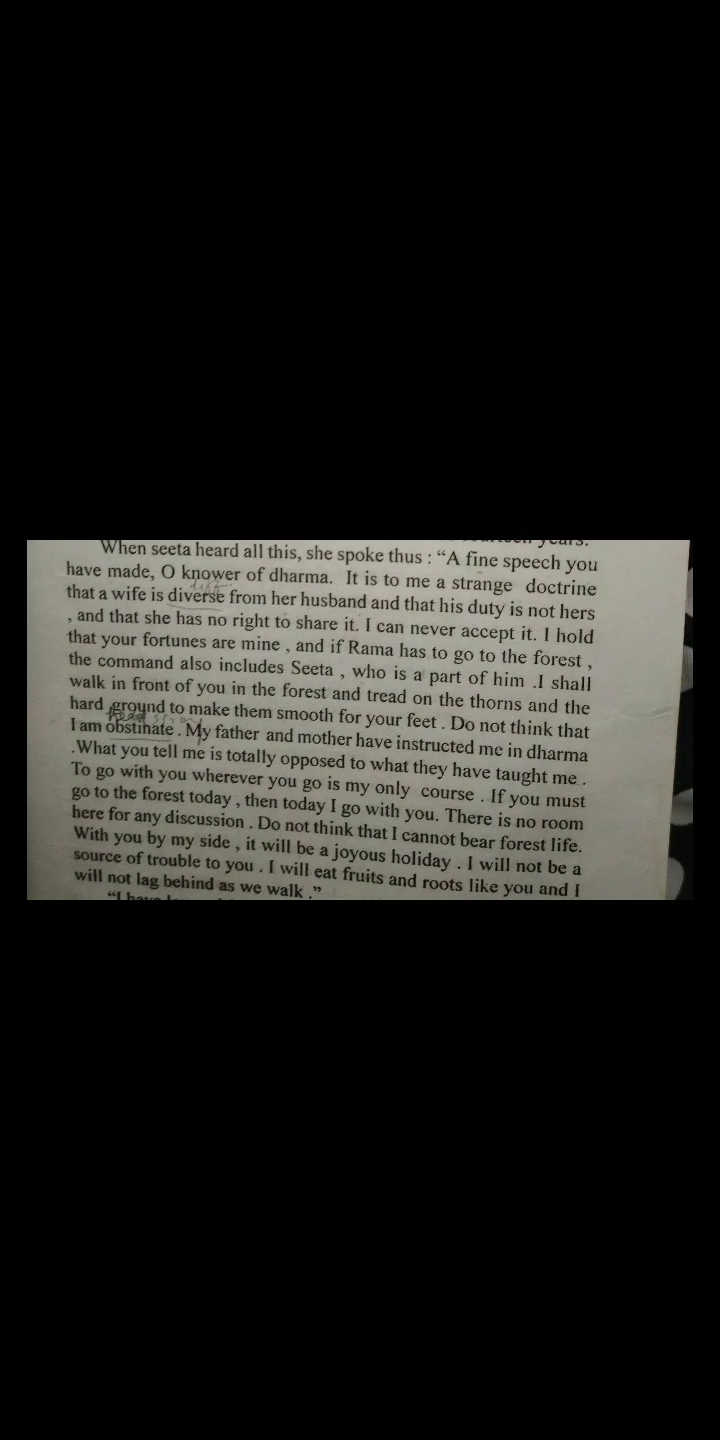 years.
When seeta heard all this, she spoke thus : “A fine speech you
have made, O knower of dharma. It is to me a strange doctrine
diff
that a wife is diverse from her husband and that his duty is not hers
, and that she has no right to share it. I can never accept it. I hold
that your fortunes are mine , and if Rama has to go to the forest ,
the command also includes Seeta , who is a part of him .I shall
walk in front of you in the forest and tread on the thorns and the
hard ground to make them smooth for your feet . Do not think that
head strong
I am obstinate . My father and mother have instructed me in dharma
.What you tell me is totally opposed to what they have taught me .
To go with you wherever you go is my only course . If you must
go to the forest today , then today I go with you. There is no room
here for any discussion . Do not think that I cannot bear forest life.
With you by my side , it will be a joyous holiday . I will not be a
source of trouble to you . I will eat fruits and roots like you and I
will not lag behind as we walk .”
“I have